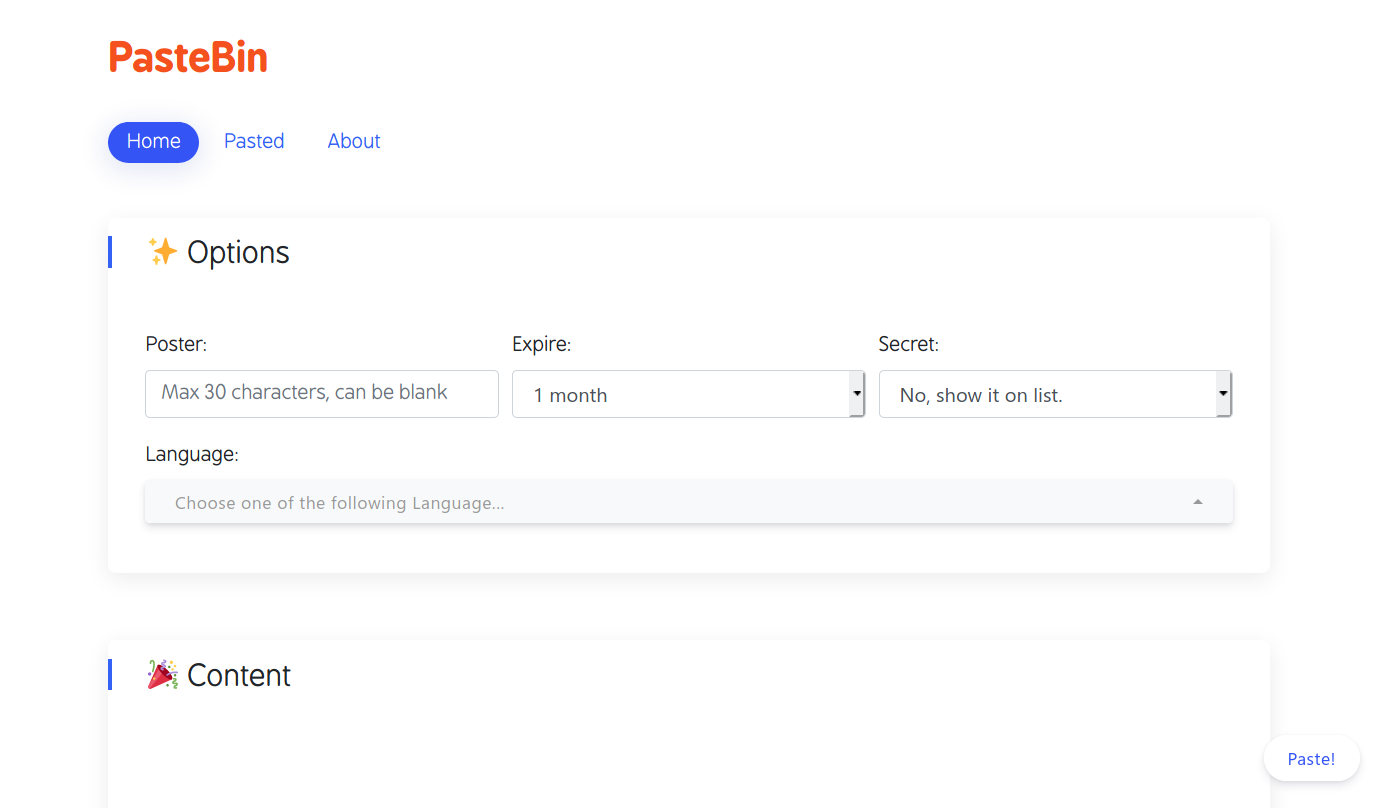 PasteBin
Home Pasted About
✨ Options
Poster: Expire: Secret:
Max 30 characters, can be blank 1 month No, show it on list.
Language:
Choose one of the following Language...
🎉 Content
Paste!